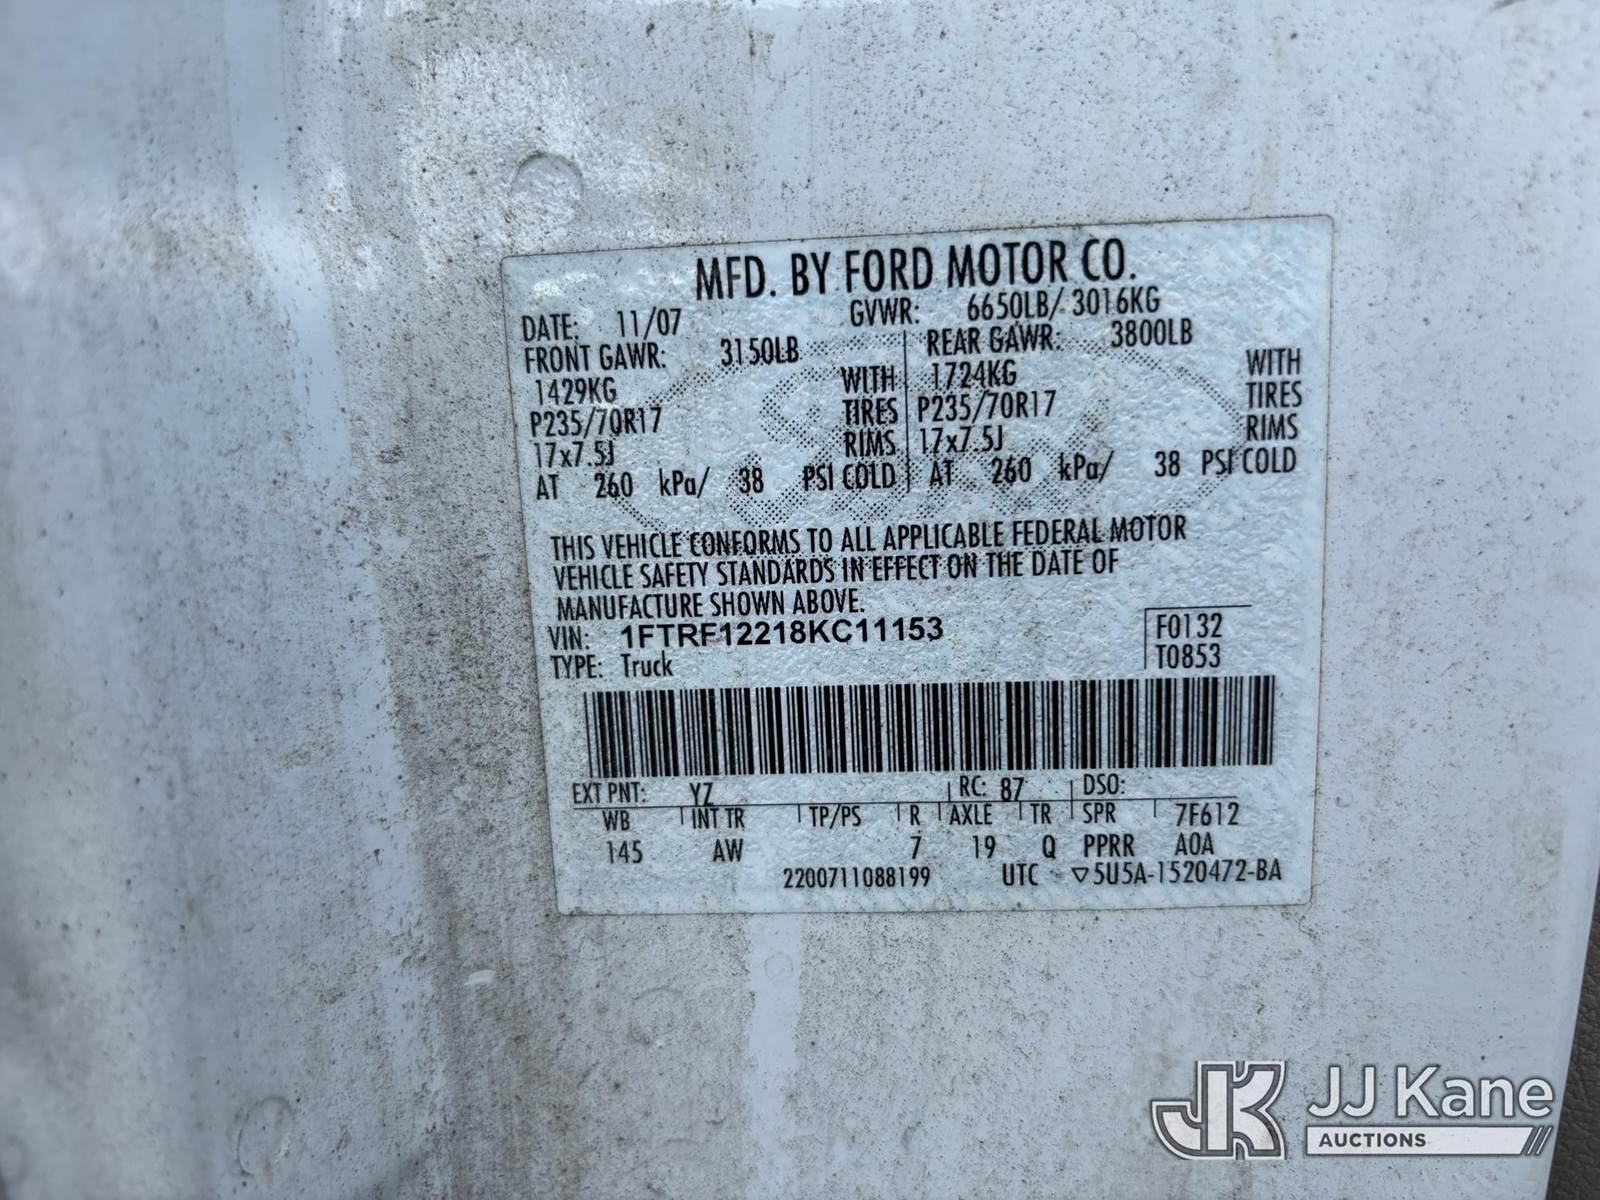 MFD. BY FORD MOTOR CO.
DATE: 11/07 GVWR: 6650LB/ 3016KG
FRONT GAWR: 3150LB REAR GAWR: 3800LB
1429KG WITH 1724KG WITH
P235/70R17 TIRES P235/70R17 TIRES
17x7.5J RIMS 17x7.5J RIMS
AT 260 kPa/ 38 PSI COLD AT 260 kPa/ 38 PSI COLD
THIS VEHICLE CONFORMS TO ALL APPLICABLE FEDERAL MOTOR
VEHICLE SAFETY STANDARDS IN EFFECT ON THE DATE OF
MANUFACTURE SHOWN ABOVE.
VIN: 1FTRF12218KC11153 F0132
TYPE: Truck T0853
EXT PNT: YZ RC: 87 DSO:
WB INT TR TP/PS R AXLE TR SPR 7F612
145 AW 7 19 Q PPRR A0A
2200711088199 UTC ▽5U5A-1520472-BA
JK JJ Kane
AUCTIONS